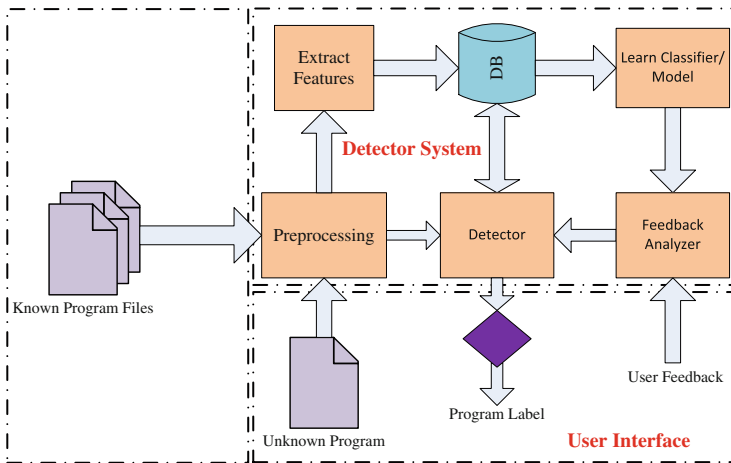 Extract
Features
DB
Learn Classifier/
Model
Detector System
Preprocessing
Detector
Feedback
Analyzer
Known Program Files
Unknown Program
Program Label
User Feedback
User Interface